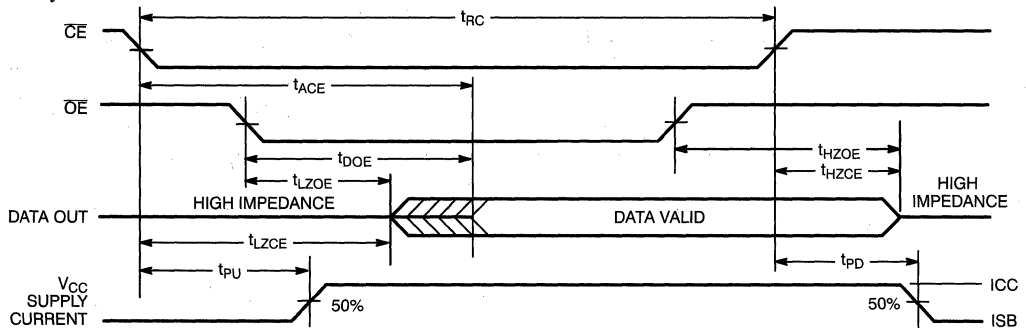 tRC
CE
tACE
OE
tDOE
tHZOE
tLZOE
tHZCE
HIGH IMPEDANCE
HIGH
IMPEDANCE
DATA OUT
DATA VALID
tLZCE
tPU
tPD
VCC
SUPPLY
CURRENT
50%
50%
ICC
ISB